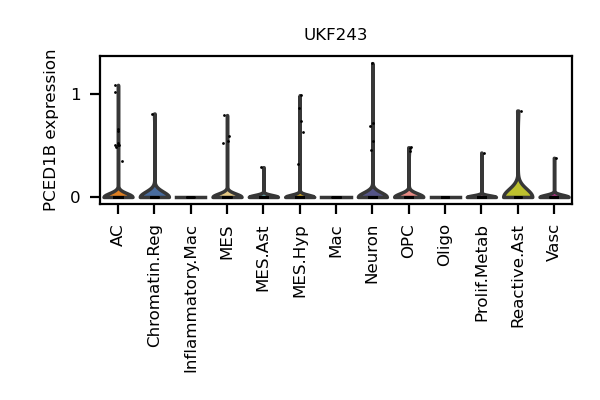 UKF243
PCED1B expression
1
0
AC
Chromatin.Reg
Inflammatory.Mac
MES
MES.Ast
MES.Hyp
Mac
Neuron
OPC
Oligo
Prolif.Metab
Reactive.Ast
Vasc